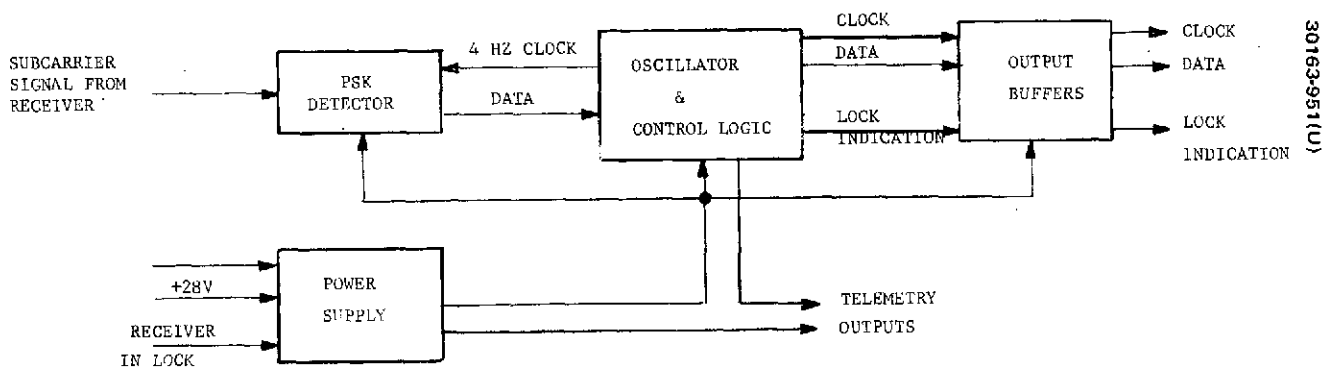 SUBCARRIER
SIGNAL FROM
RECEIVER
PSK
DETECTOR
4 HZ CLOCK
DATA
OSCILLATOR
&
CONTROL LOGIC
CLOCK
DATA
LOCK
INDICATION
OUTPUT
BUFFERS
CLOCK
DATA
LOCK
INDICATION
30163-951(U)
+28V
RECEIVER
IN LOCK
POWER
SUPPLY
TELEMETRY
OUTPUTS